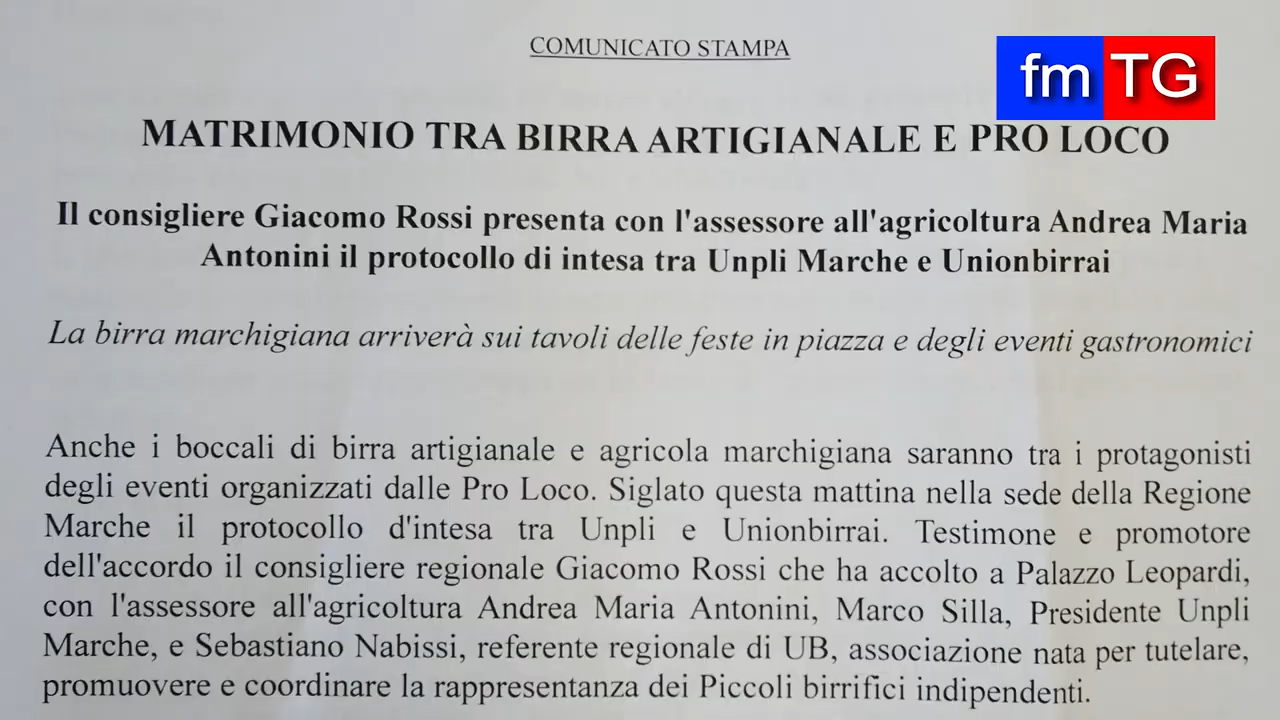 COMUNICATO STAMPA
fm TG
MATRIMONIO TRA BIRRA ARTIGIANALE E PRO LOCO
Il consigliere Giacomo Rossi presenta con l'assessore all'agricoltura Andrea Maria
Antonini il protocollo di intesa tra Unpli Marche e Unionbirrai
La birra marchigiana arriverà sui tavoli delle feste in piazza e degli eventi gastronomici
Anche i boccali di birra artigianale e agricola marchigiana saranno tra i protagonisti
degli eventi organizzati dalle Pro Loco. Siglato questa mattina nella sede della Regione
Marche il protocollo d'intesa tra Unpli e Unionbirrai. Testimone e promotore
dell'accordo il consigliere regionale Giacomo Rossi che ha accolto a Palazzo Leopardi,
con l'assessore all'agricoltura Andrea Maria Antonini, Marco Silla, Presidente Unpli
Marche, e Sebastiano Nabissi, referente regionale di UB, associazione nata per tutelare,
promuovere e coordinare la rappresentanza dei Piccoli birrifici indipendenti.